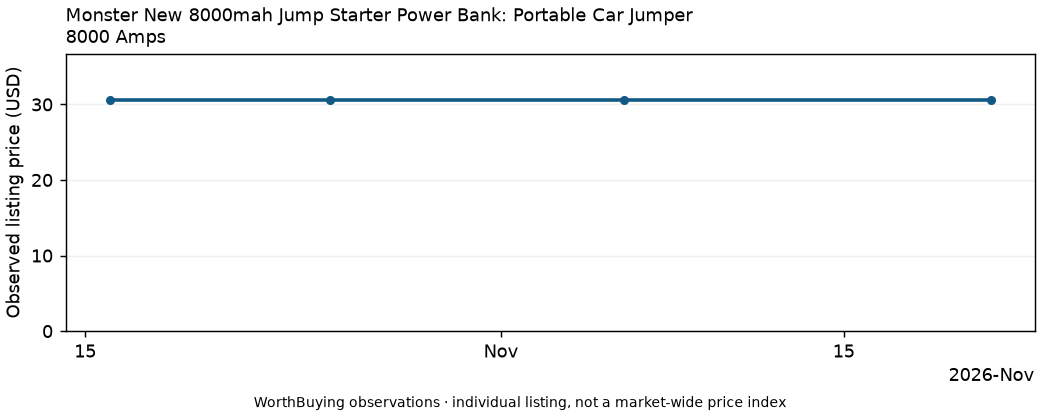 Monster New 8000mah Jump Starter Power Bank: Portable Car Jumper
8000 Amps
Observed listing price (USD)
30
20
10
0
15
Nov
15
2026-Nov
WorthBuying observations · individual listing, not a market-wide price index